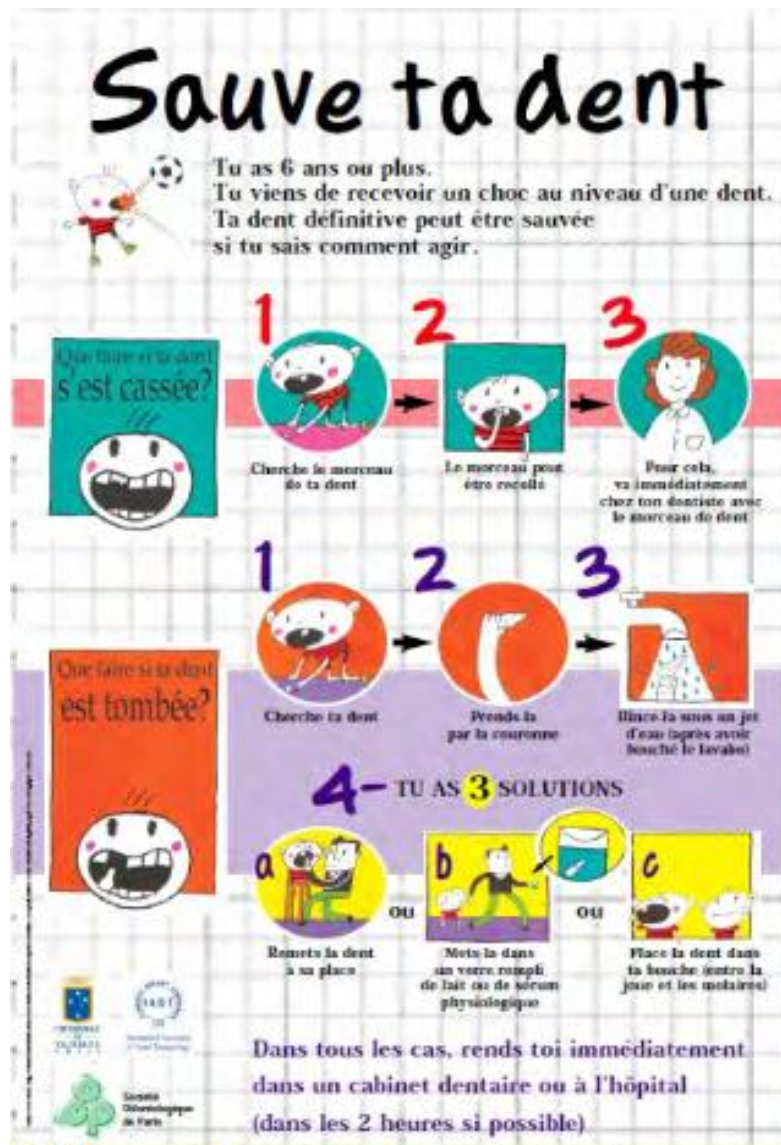 Sauve ta dent
Tu as 6 ans ou plus.
Tu viens de recevoir un choc au niveau d'une dent.
Ta dent définitive peut être sauvée
si tu sais comment agir.
Que faire si ta dent
s'est cassée?
1
Cherche le morceau
de ta dent
2
Le morceau peut
être recollé
3
Pour cela,
va immédiatement
chez ton dentiste avec
le morceau de dent
Que faire si ta dent
est tombée?
1
Cherche ta dent
2
Prends-la
par la couronne
3
Rince-la sous un jet
d'eau (après avoir
bouché le lavabo)
4- TU AS 3 SOLUTIONS
a
Remets la dent
à sa place
ou
b
Mets-la dans
un verre rempli
de lait ou de sérum
physiologique
ou
c
Place la dent dans
ta bouche (entre la
joue et les molaires)
Dans tous les cas, rends toi immédiatement
dans un cabinet dentaire ou à l'hôpital
(dans les 2 heures si possible)
IADT
Société
Odontologique
de Paris